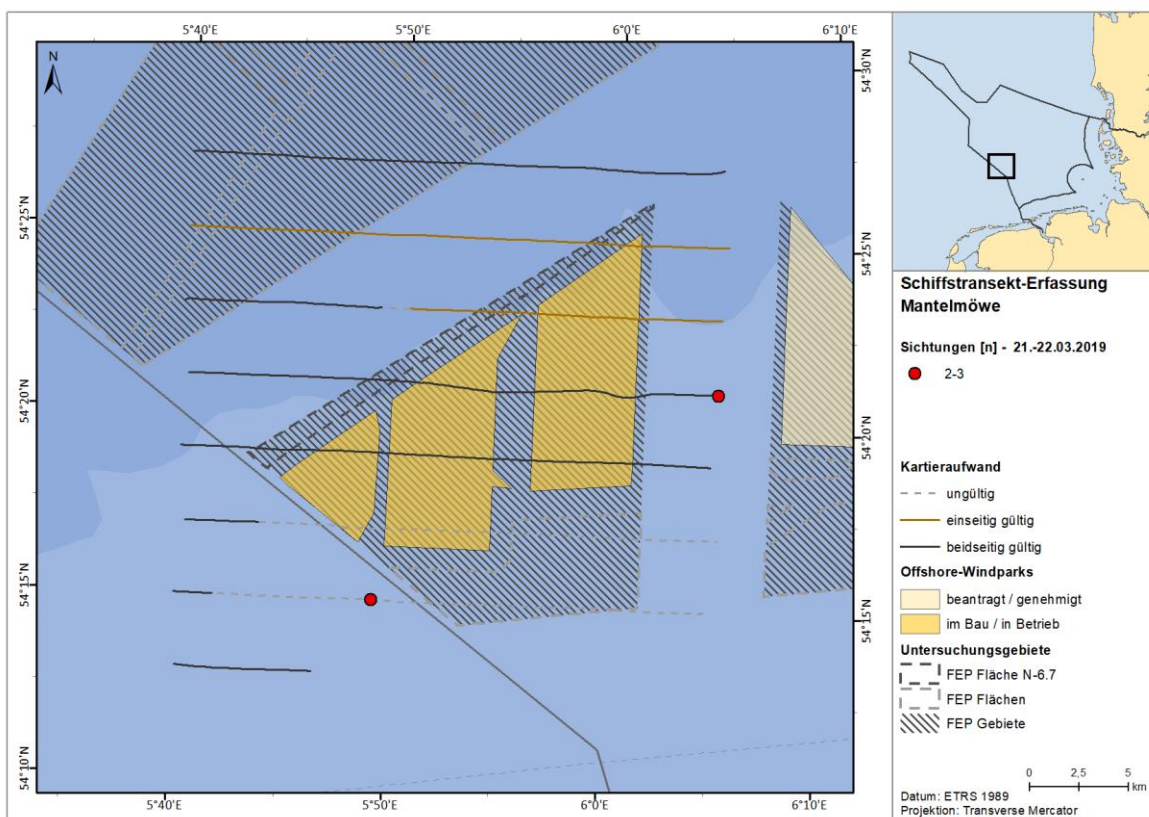 5°40'E 5°50'E 6°0'E 6°10'E
N
54°30'N
54°25'N
54°25'N
54°20'N
54°20'N
54°15'N
54°15'N
54°10'N
5°40'E 5°50'E 6°0'E 6°10'E
Schiffstransekt-Erfassung
Mantelmöwe
Sichtungen [n] - 21.-22.03.2019
2-3
Kartieraufwand
ungültig
einseitig gültig
beidseitig gültig
Offshore-Windparks
beantragt / genehmigt
im Bau / in Betrieb
Untersuchungsgebiete
FEP Fläche N-6.7
FEP Flächen
FEP Gebiete
0 2,5 5
km
Datum: ETRS 1989
Projektion: Transverse Mercator